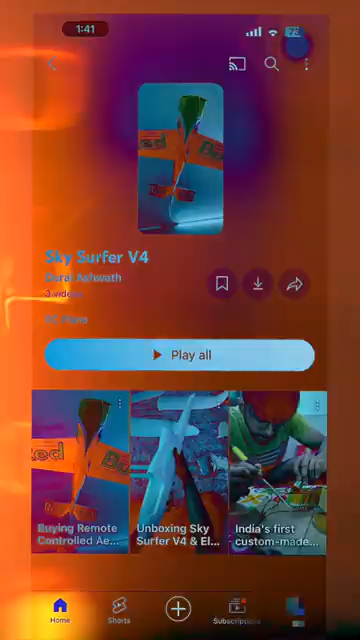 1:41
73
Sky Surfer V4
Durai Ashwath
3 videos
Play all
Buying Remote
Controlled Ae...
Unboxing Sky
Surfer V4 & El...
India's first
custom-made...
Home
Shorts
Subscriptions